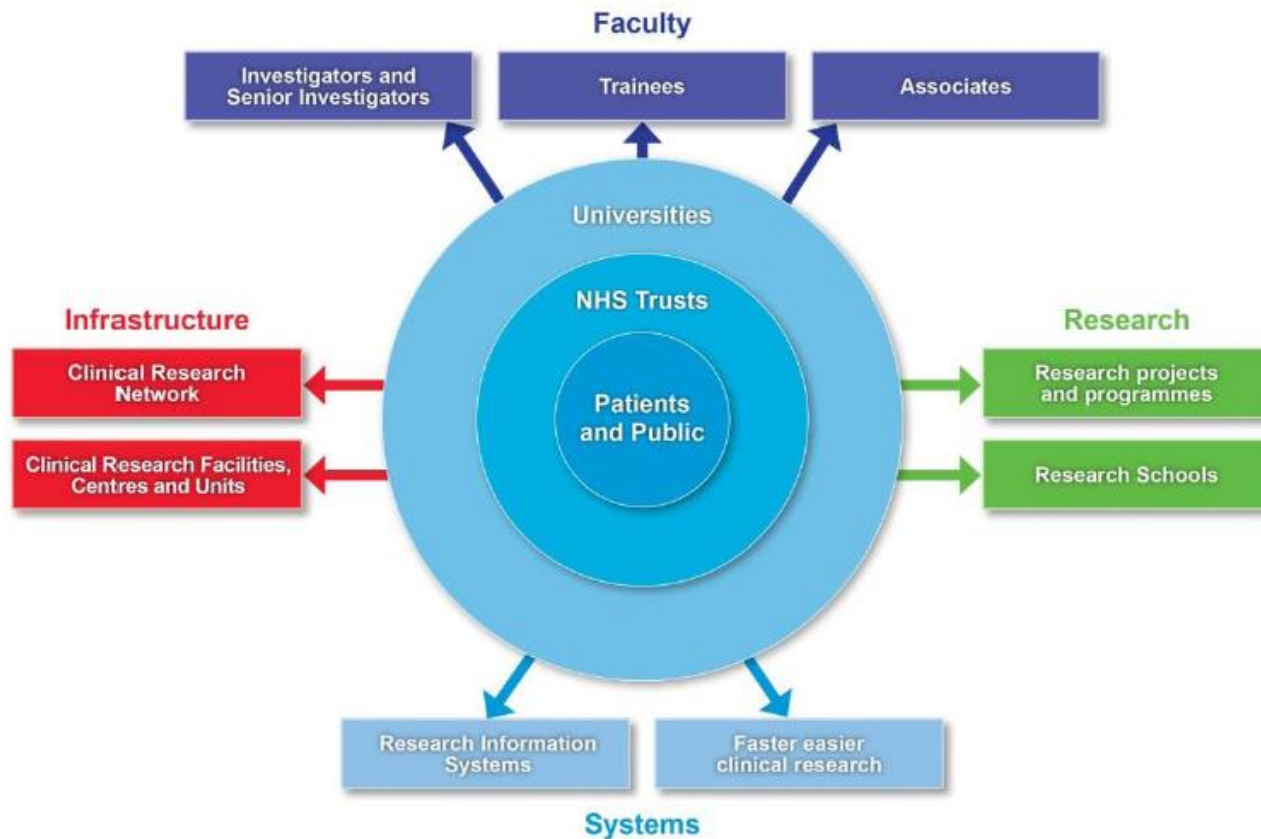 Faculty
Investigators and
Senior Investigators
Trainees
Associates
Universities
NHS Trusts
Patients
and Public
Infrastructure
Clinical Research
Network
Clinical Research Facilities,
Centres and Units
Research
Research projects
and programmes
Research Schools
Research Information
Systems
Faster easier
clinical research
Systems